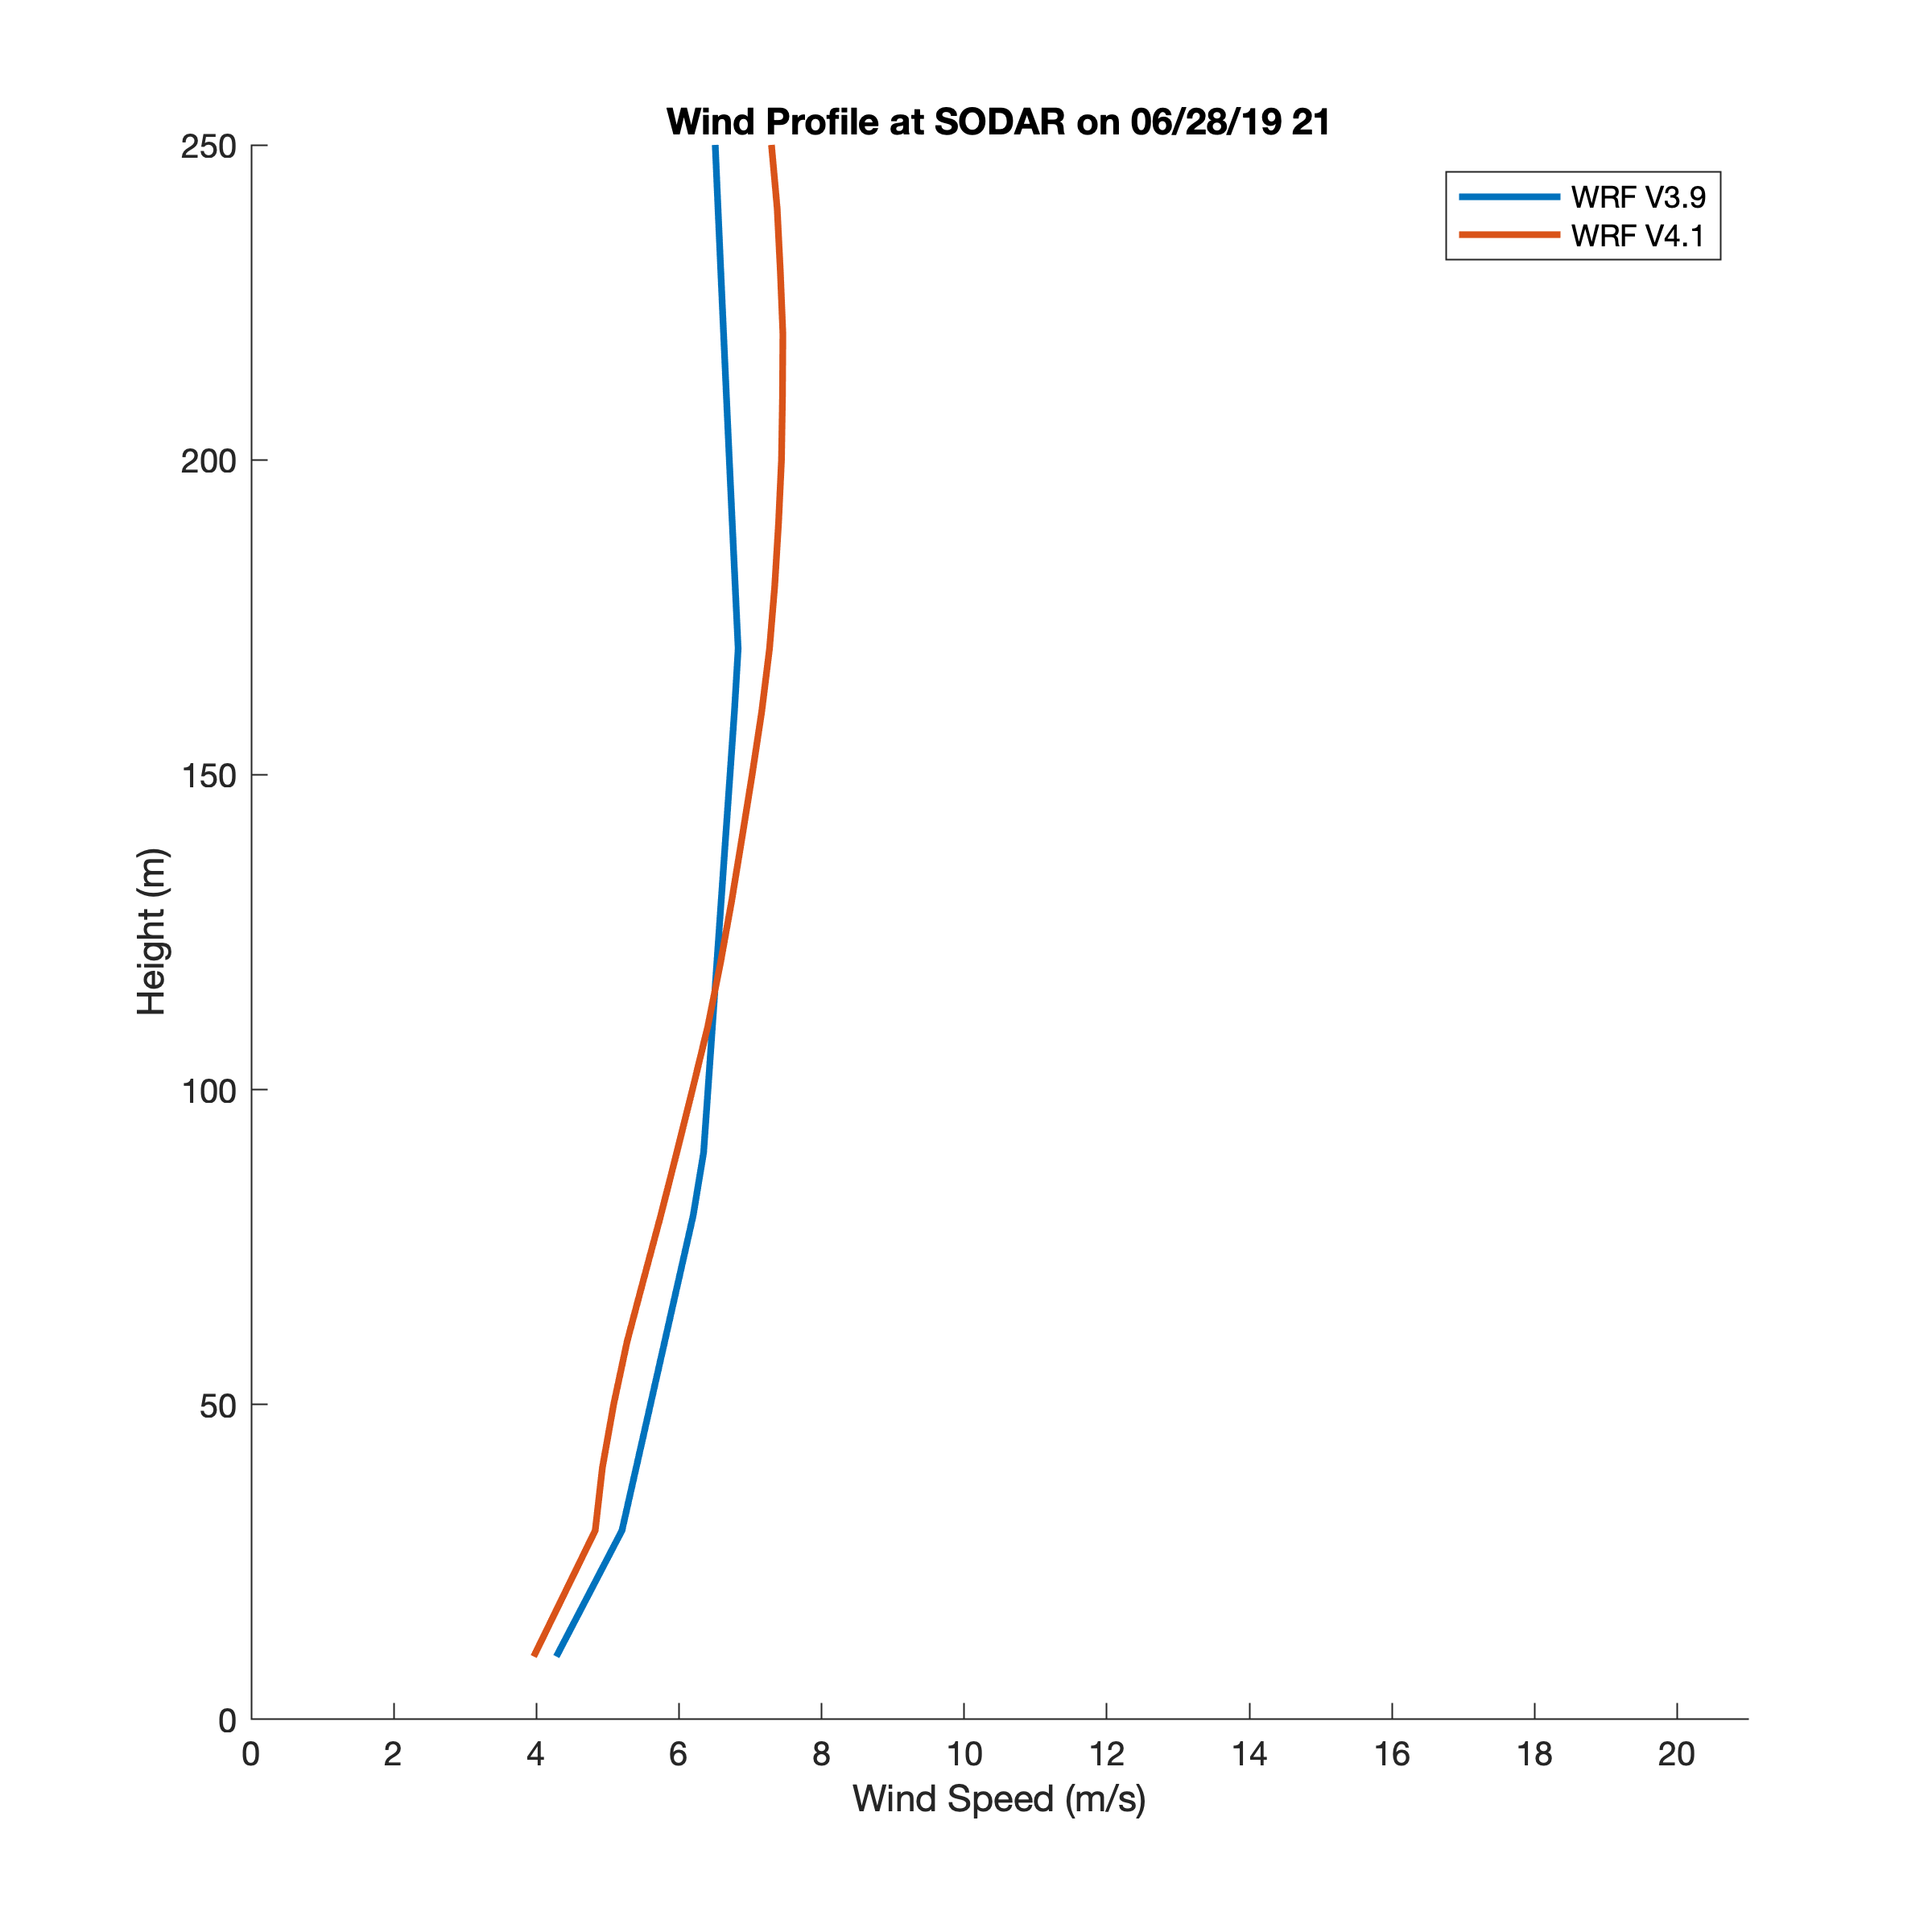 Wind Profile at SODAR on 06/28/19 21
WRF V3.9
WRF V4.1
250
200
150
100
50
0
Height (m)
0 2 4 6 8 10 12 14 16 18 20
Wind Speed (m/s)